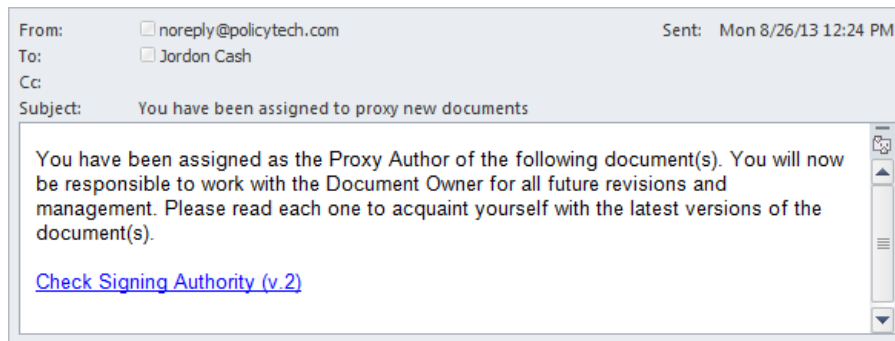 From: noreply@policytech.com Sent: Mon 8/26/13 12:24 PM
To: Jordon Cash
Cc:
Subject: You have been assigned to proxy new documents
You have been assigned as the Proxy Author of the following document(s). You will now
be responsible to work with the Document Owner for all future revisions and
management. Please read each one to acquaint yourself with the latest versions of the
document(s).
Check Signing Authority (v.2)